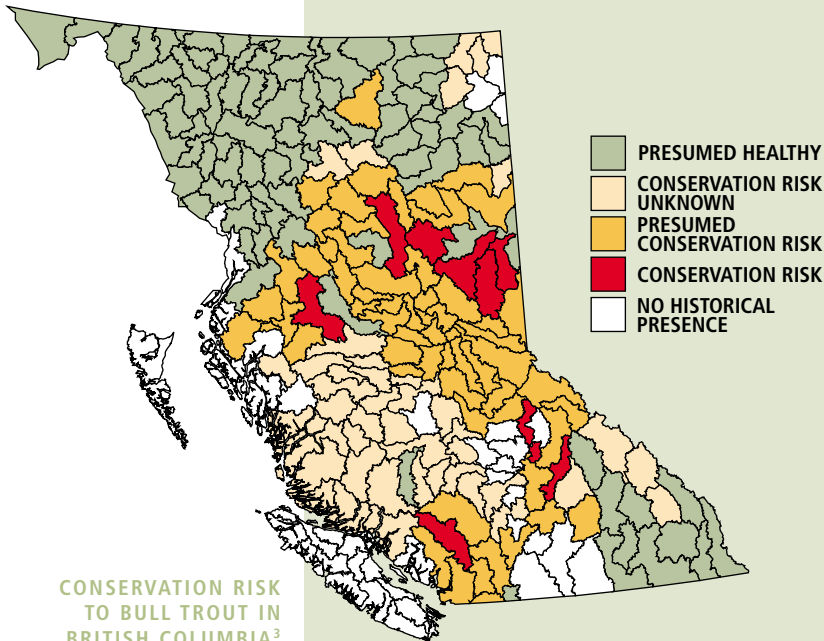 PRESUMED HEALTHY
CONSERVATION RISK
UNKNOWN
PRESUMED
CONSERVATION RISK
CONSERVATION RISK
NO HISTORICAL
PRESENCE
CONSERVATION RISK
TO BULL TROUT IN
BRITISH COLUMBIA³